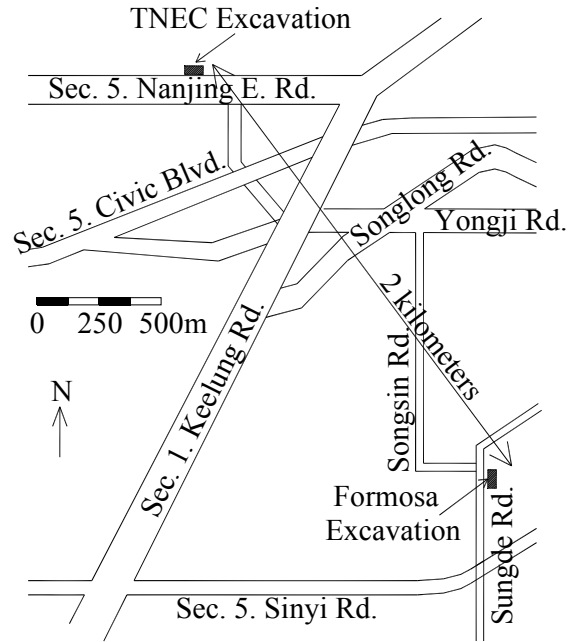 TNEC Excavation
Sec. 5. Nanjing E. Rd.
Sec. 5. Civic Blvd.
Songlong Rd.
Yongji Rd.
0 250 500m
2 kilometers
Sec. 1. Keelung Rd.
Songsin Rd.
N
Formosa
Excavation
Sungde Rd.
Sec. 5. Sinyi Rd.